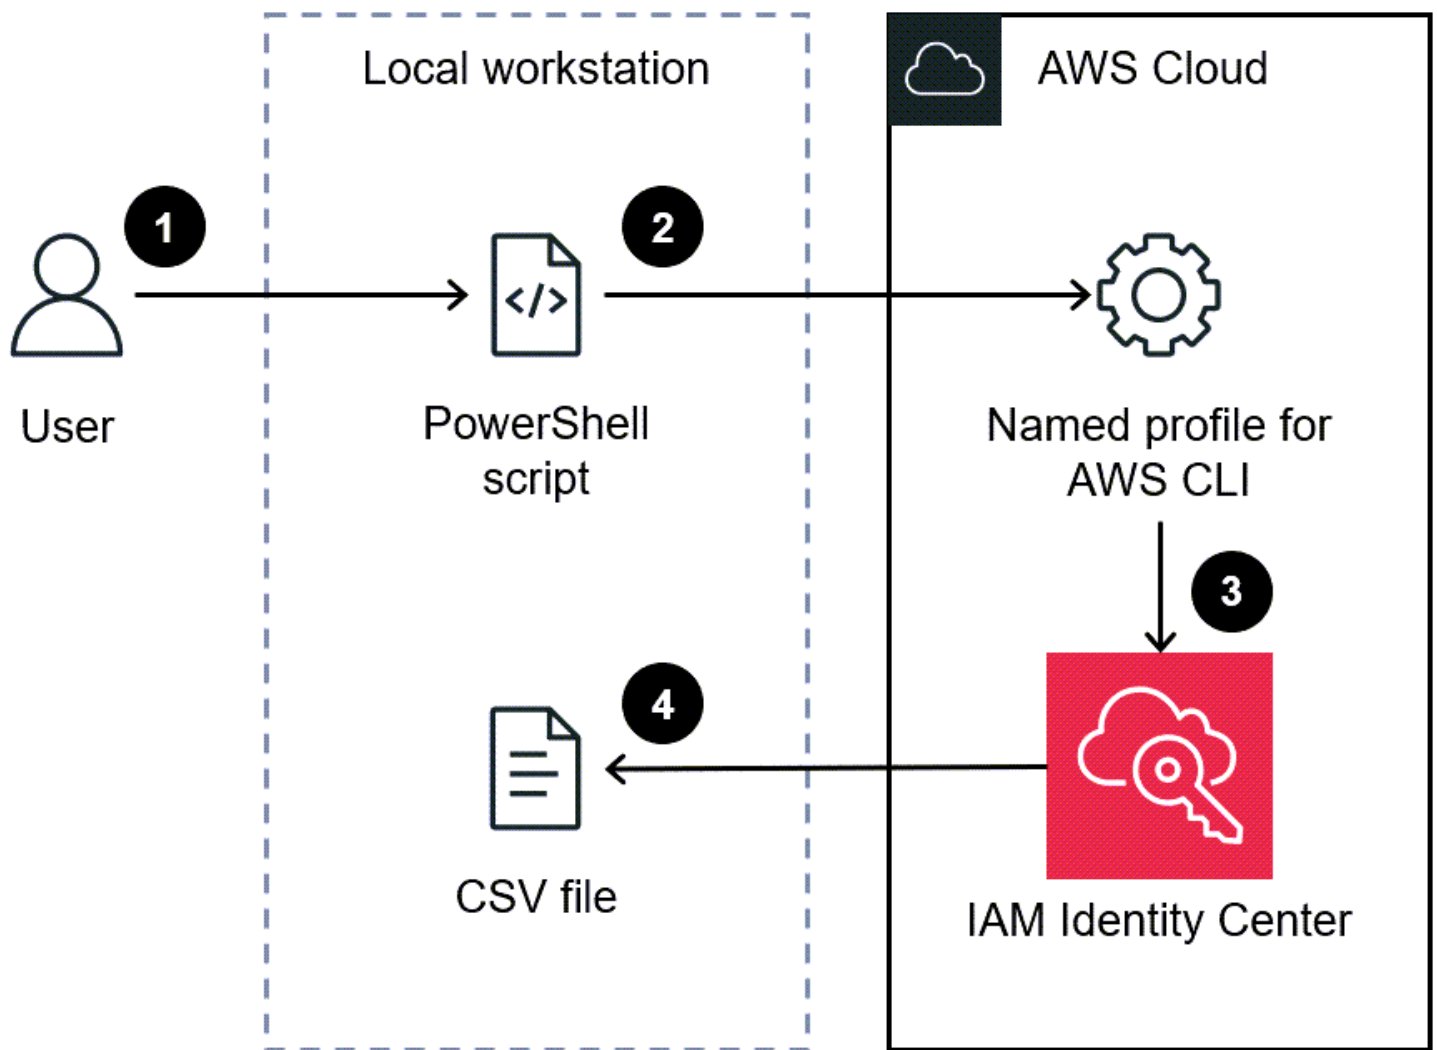 Local workstation
AWS Cloud
1
2
</>
User
PowerShell
script
Named profile for
AWS CLI
3
4
CSV file
IAM Identity Center